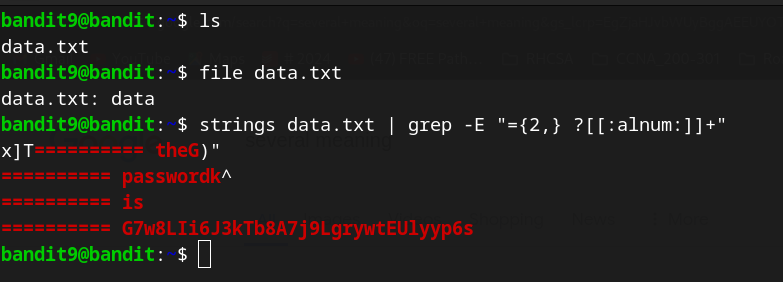 bandit9@bandit:~$ ls
data.txt
bandit9@bandit:~$ file data.txt
data.txt: data
bandit9@bandit:~$ strings data.txt | grep -E "={2,} ?[[:alnum:]]+"
x]T========== theG)"
========== passwordk^
========== is
========== G7w8LIi6J3kTb8A7j9LgrywtEUlyyp6s
bandit9@bandit:~$